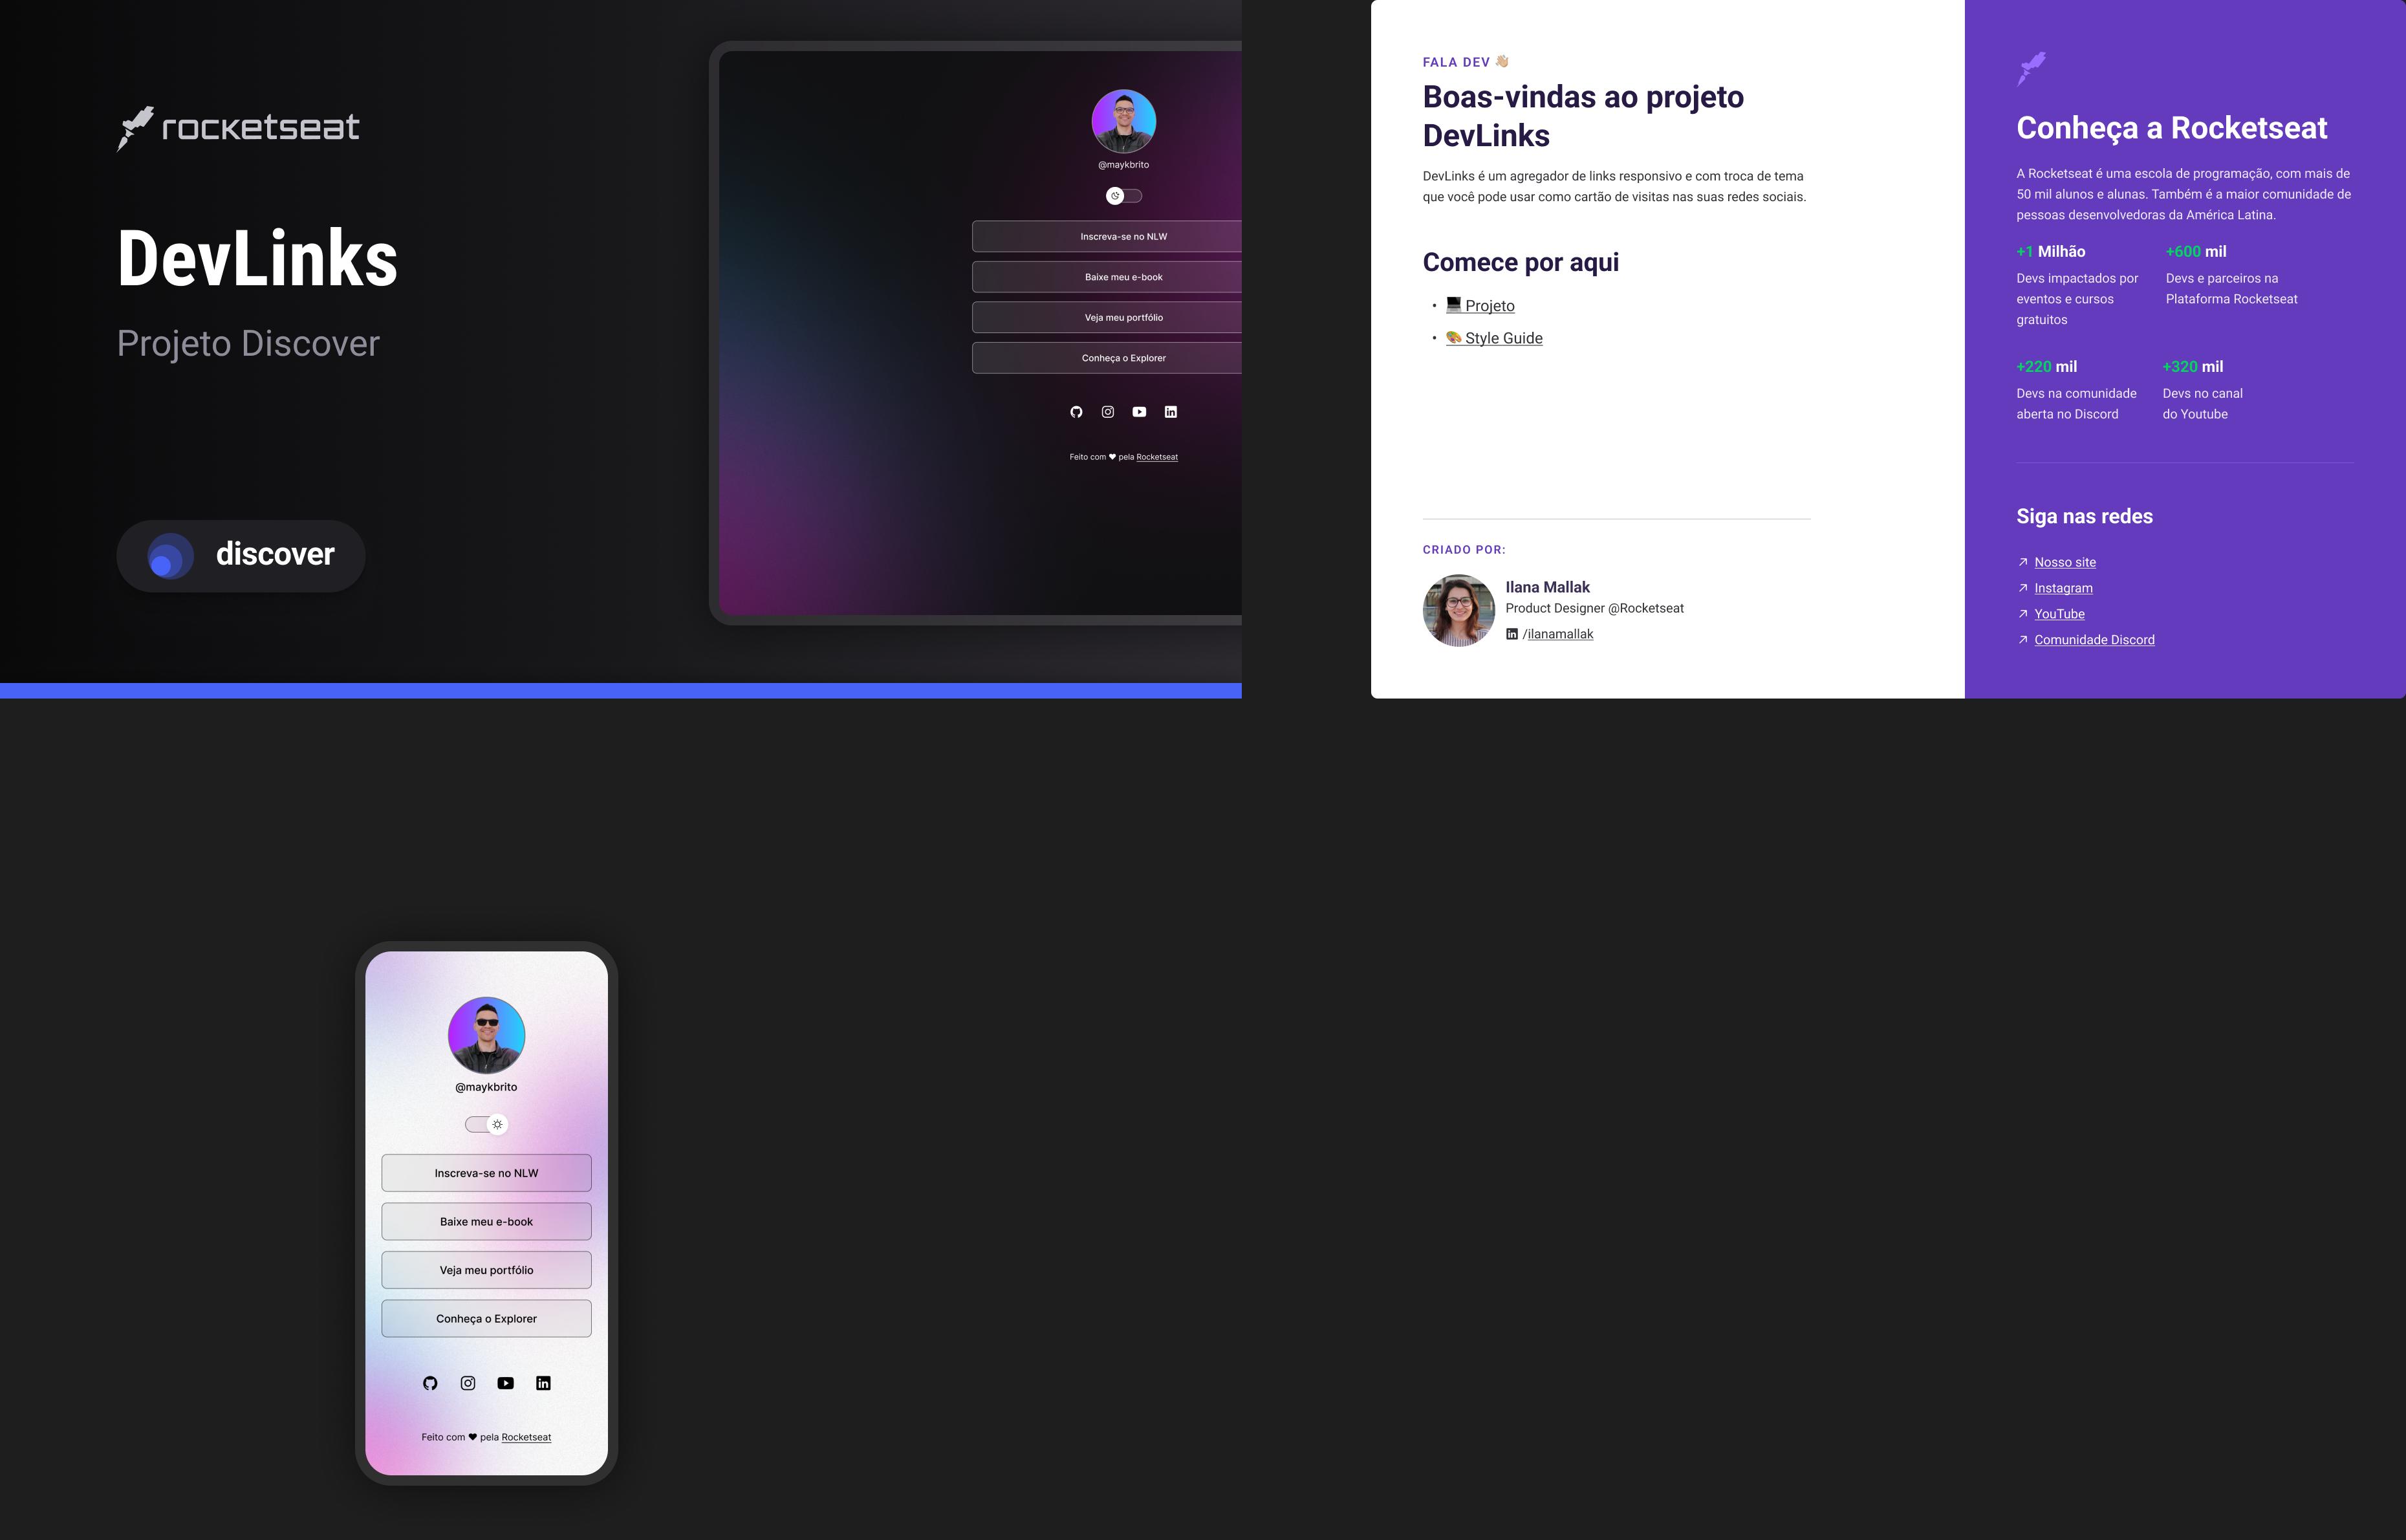 rocketseat
DevLinks
Projeto Discover
discover
@maykbrito
Inscreva-se no NLW
Baixe meu e-book
Veja meu portfólio
Conheça o Explorer
Feito com ♥ pela Rocketseat
FALA DEV 👋🏼
Boas-vindas ao projeto
DevLinks
DevLinks é um agregador de links responsivo e com troca de tema
que você pode usar como cartão de visitas nas suas redes sociais.
Comece por aqui
• 💻 Projeto
• 🎨 Style Guide
CRIADO POR:
Ilana Mallak
Product Designer @Rocketseat
in /ilanamallak
Conheça a Rocketseat
A Rocketseat é uma escola de programação, com mais de
50 mil alunos e alunas. Também é a maior comunidade de
pessoas desenvolvedoras da América Latina.
+1 Milhão
Devs impactados por
eventos e cursos
gratuitos
+600 mil
Devs e parceiros na
Plataforma Rocketseat
+220 mil
Devs na comunidade
aberta no Discord
+320 mil
Devs no canal
do Youtube
Siga nas redes
↗ Nosso site
↗ Instagram
↗ YouTube
↗ Comunidade Discord
@maykbrito
Inscreva-se no NLW
Baixe meu e-book
Veja meu portfólio
Conheça o Explorer
Feito com ♥ pela Rocketseat